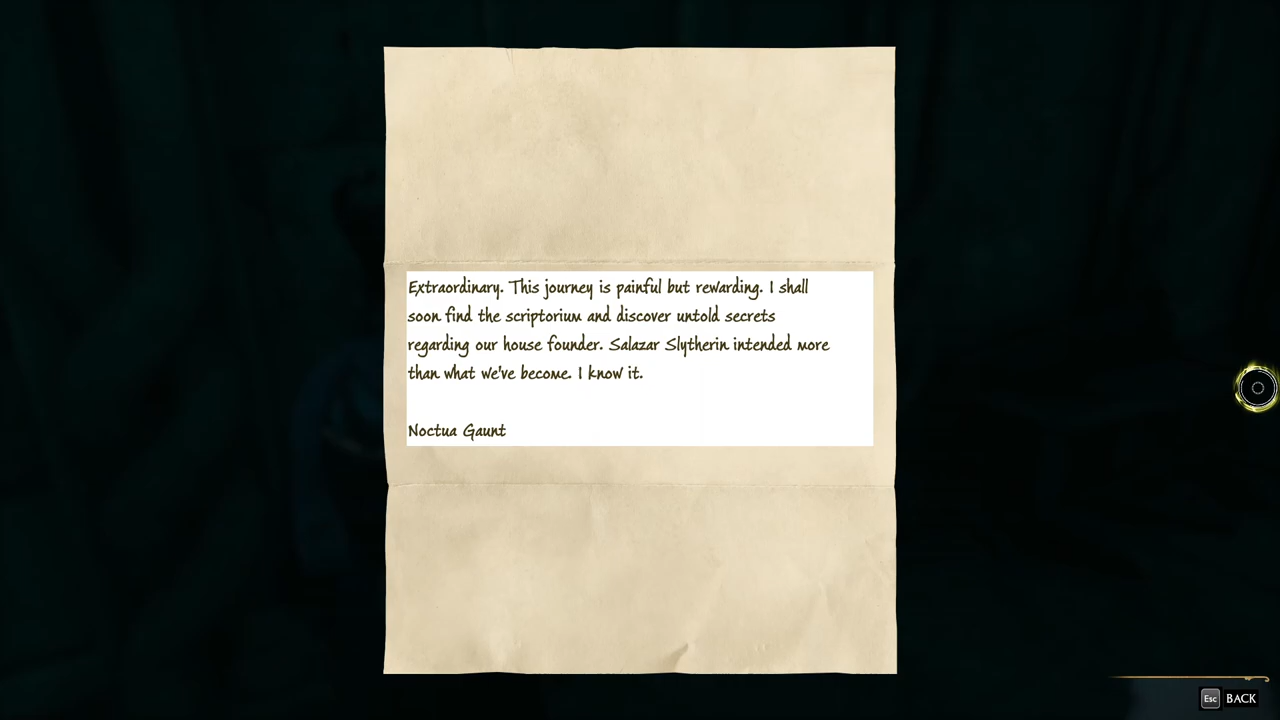 Extraordinary. This journey is painful but rewarding. I shall
soon find the scriptorium and discover untold secrets
regarding our house founder. Salazar Slytherin intended more
than what we've become. I know it.
Noctua Gaunt
Esc BACK